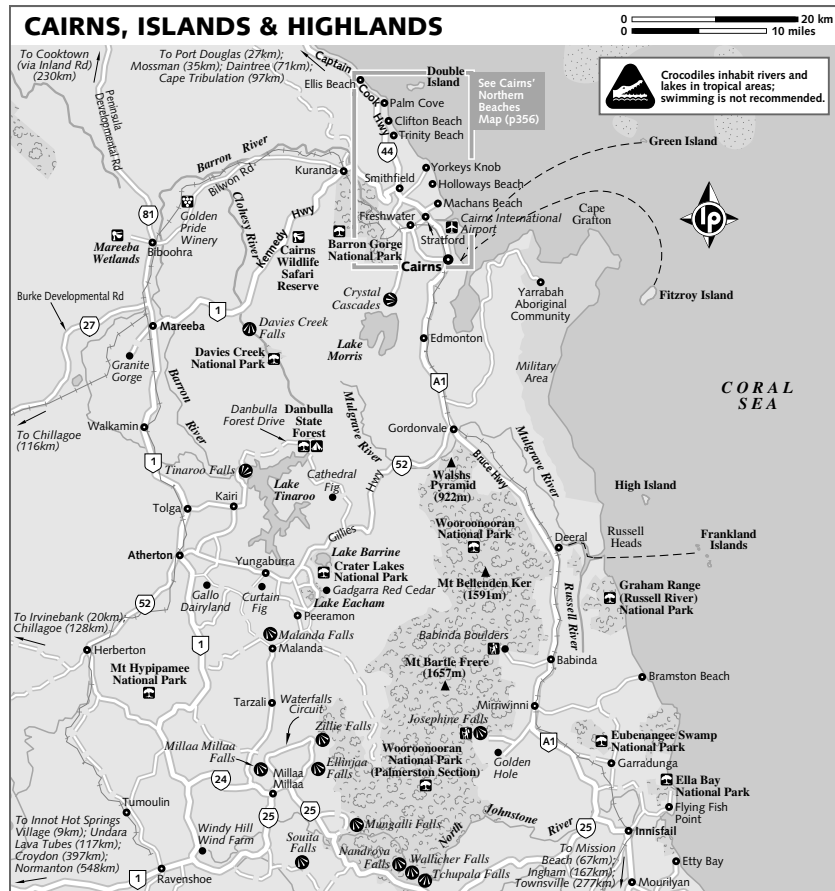 CAIRNS, ISLANDS & HIGHLANDS
0 20 km
0 10 miles
To Cooktown
(via Inland Rd)
(230km)
To Port Douglas (27km);
Mossman (35km); Daintree (71km);
Cape Tribulation (97km)
Captain
Cook
Hwy
Ellis Beach
Double
Island
See Cairns'
Northern
Beaches
Map (p356)
Crocodiles inhabit rivers and
lakes in tropical areas;
swimming is not recommended.
Palm Cove
Clifton Beach
Trinity Beach
44
Peninsula
Developmental Rd
Barron River
Bilwon Rd
Kuranda
Smithfield
Yorkeys Knob
Holloways Beach
Machans Beach
Green Island
81
Golden
Pride
Winery
Clohesy River
Kennedy Hwy
Freshwater
Cairns International
Airport
Stratford
Cape
Grafton
lp
Mareeba
Wetlands
Biboohra
Cairns
Wildlife
Safari
Reserve
Barron Gorge
National Park
Cairns
Crystal
Cascades
Yarrabah
Aboriginal
Community
Fitzroy Island
Burke Developmental Rd
27
Mareeba
1
Davies Creek
Falls
Lake
Morris
Edmonton
Granite
Gorge
Davies Creek
National Park
Military
Area
A1
CORAL
SEA
Barron
River
Danbulla
Forest Drive
Danbulla
State
Forest
Mulgrave River
Walkamin
To Chillagoe
(116km)
Gordonvale
52
Bruce Hwy
Mulgrave River
1
Tinaroo Falls
Lake
Tinaroo
Cathedral
Fig
Hwy
Walshs
Pyramid
(922m)
High Island
Kairi
Tolga
Gillies
Wooroonooran
National Park
Deeral
Russell
Heads
Frankland
Islands
Atherton
Yungaburra
Lake Barrine
Crater Lakes
National Park
Gadgarra Red Cedar
Mt Bellenden Ker
(1591m)
Graham Range
(Russell River)
National Park
Gallo
Dairyland
Curtain
Fig
Lake Eacham
Peeramon
Russell River
52
To Irvinebank (20km);
Chillagoe (128km)
1
Malanda Falls
Malanda
Babinda Boulders
Babinda
Herberton
Mt Hypipamee
National Park
Mt Bartle Frere
(1657m)
Bramston Beach
Tarzali
Waterfalls
Circuit
Mirriwinni
Zillie Falls
Josephine Falls
A1
Eubenangee Swamp
National Park
Millaa Millaa
Falls
Ellinjaa
Falls
Wooroonooran
National Park
(Palmerston Section)
Golden
Hole
Garradunga
24
Millaa
Millaa
Ella Bay
National Park
Tumoulin
25
25
Flying Fish
Point
To Innot Hot Springs
Village (9km); Undara
Lava Tubes (117km);
Croydon (397km);
Normanton (548km)
Windy Hill
Wind Farm
Souita
Falls
Mungalli Falls
North Johnstone River
25
Innisfail
Nandroya
Falls
Wallicher Falls
Tchupala Falls
To Mission
Beach (67km);
Ingham (167km);
Townsville (277km)
Etty Bay
1
Ravenshoe
Mourilyan